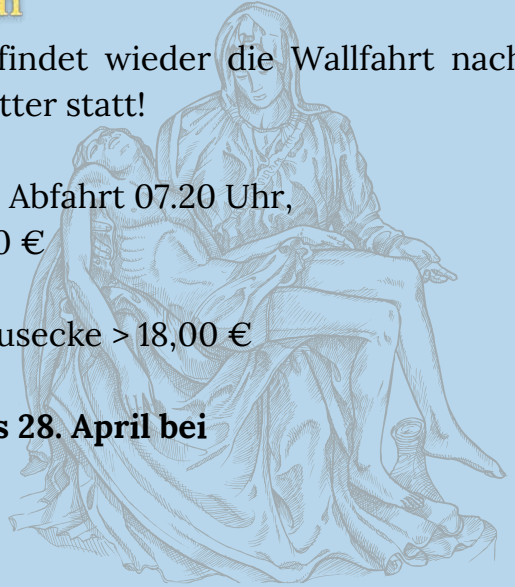 findet wieder die Wallfahrt nach
tter statt!
Abfahrt 07.20 Uhr,
0 €
usecke > 18,00 €
s 28. April bei